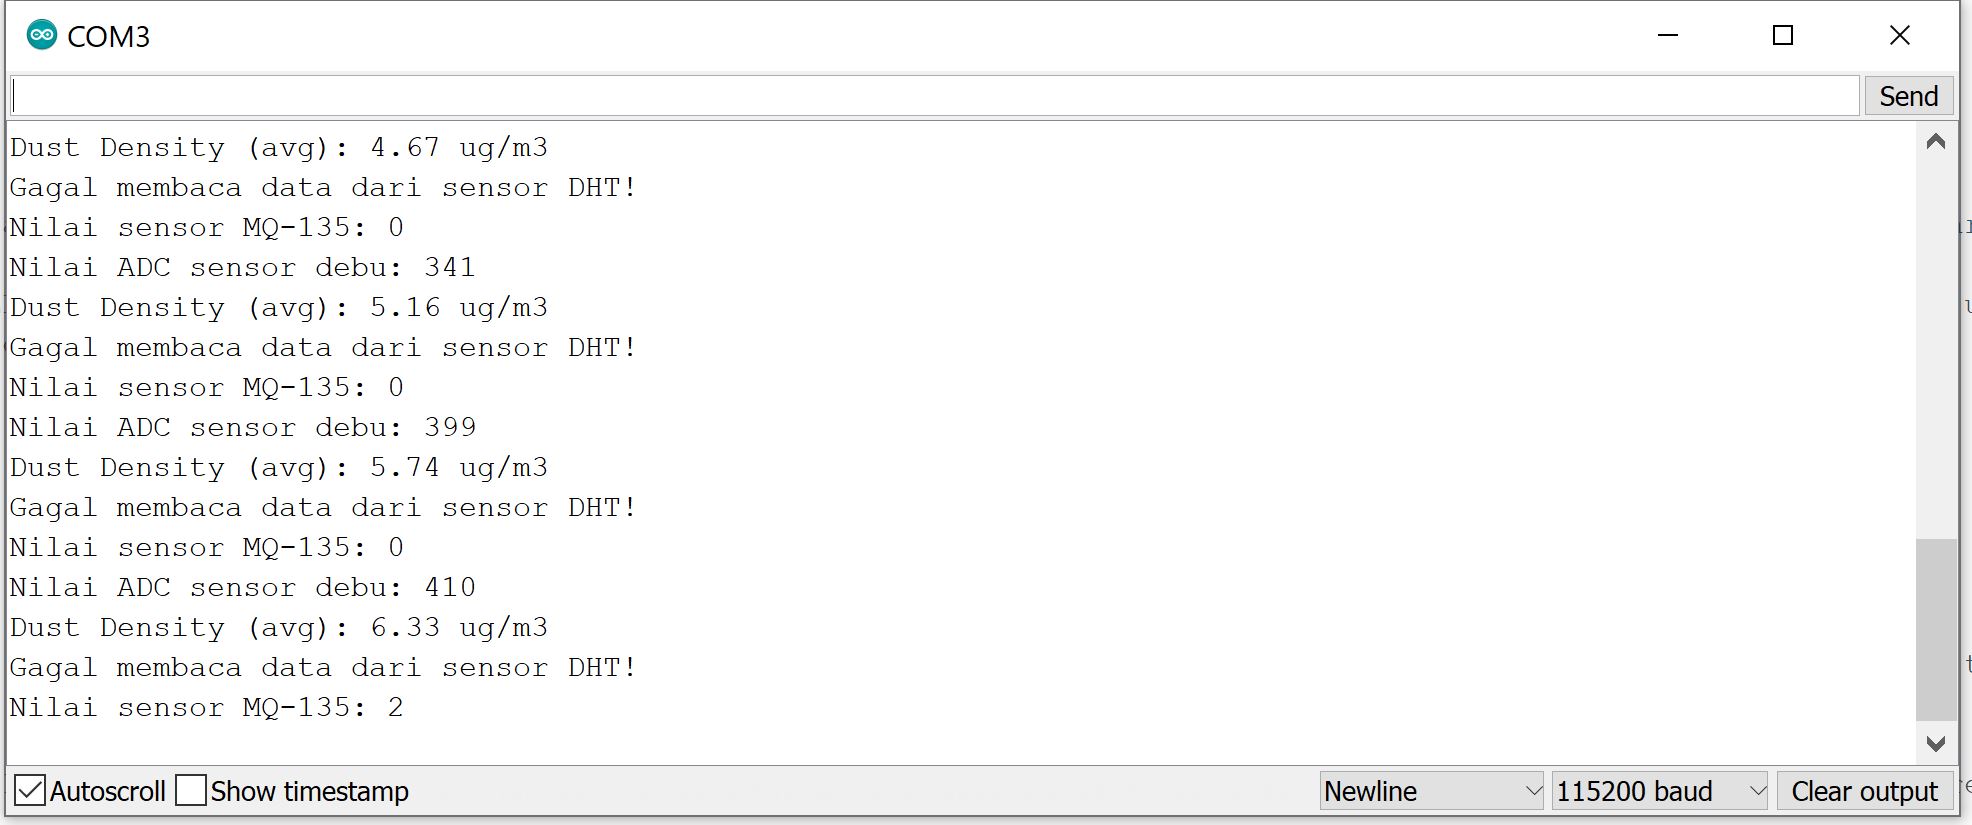 COM3
Send
Dust Density (avg): 4.67 ug/m3
Gagal membaca data dari sensor DHT!
Nilai sensor MQ-135: 0
Nilai ADC sensor debu: 341
Dust Density (avg): 5.16 ug/m3
Gagal membaca data dari sensor DHT!
Nilai sensor MQ-135: 0
Nilai ADC sensor debu: 399
Dust Density (avg): 5.74 ug/m3
Gagal membaca data dari sensor DHT!
Nilai sensor MQ-135: 0
Nilai ADC sensor debu: 410
Dust Density (avg): 6.33 ug/m3
Gagal membaca data dari sensor DHT!
Nilai sensor MQ-135: 2
Autoscroll Show timestamp Newline 115200 baud Clear output